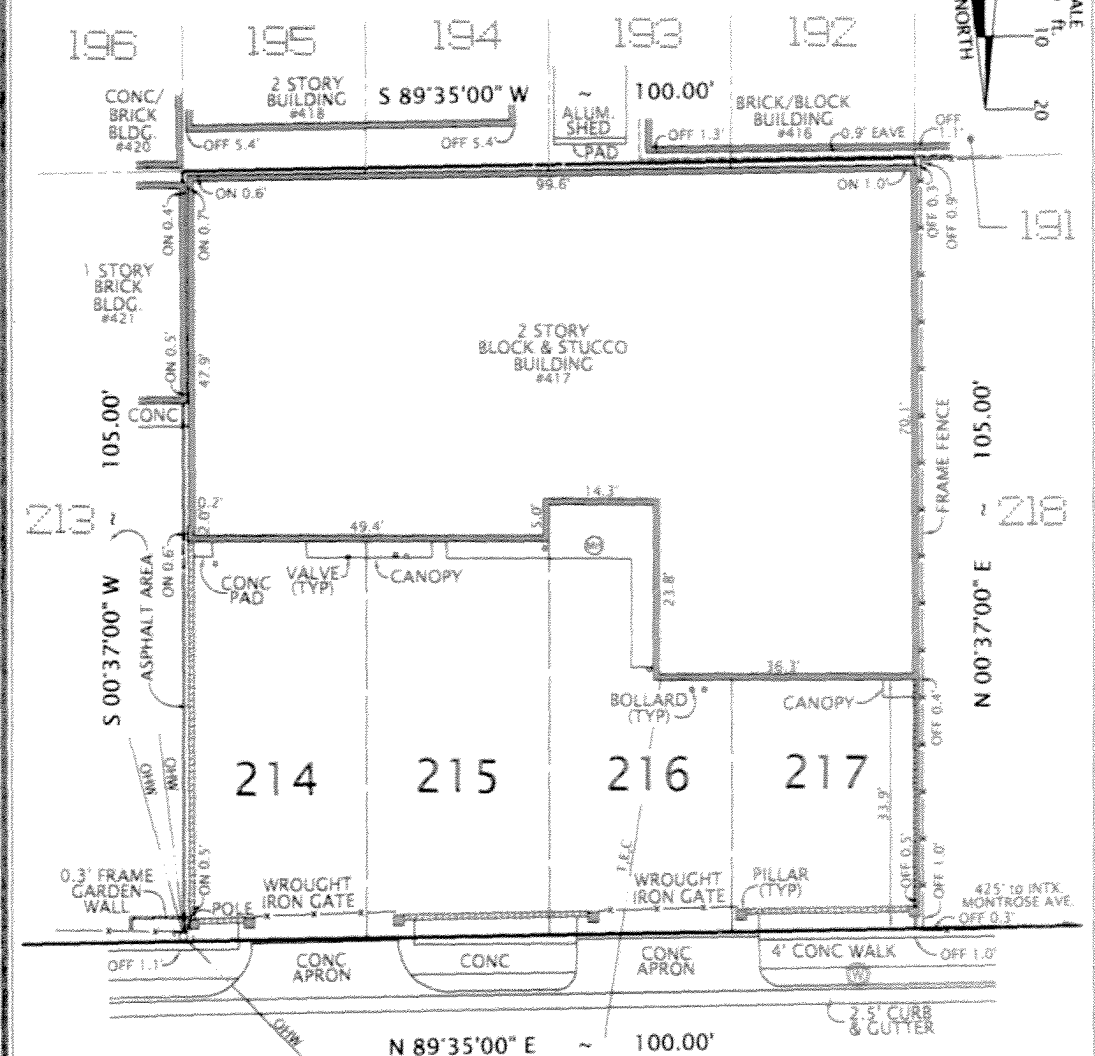 196
195
194
193
192
SCALE
ft.
10
20
NORTH
CONC/
BRICK
BLDG.
#420
2 STORY
BUILDING
#418
S 89°35'00" W ~ 100.00'
ALUM.
SHED
PAD
BRICK/BLOCK
BUILDING
#416
0.9' EAVE
OFF
1.1'
OFF 5.4'
OFF 5.4'
OFF 1.3'
ON 0.6'
99.6'
ON 1.0'
ON 0.4'
ON 0.7'
OFF 0.3'
OFF 0.9'
191
1 STORY
BRICK
BLDG.
#421
2 STORY
BLOCK & STUCCO
BUILDING
#417
ON 0.5'
47.9'
CONC
S 00°37'00" W ~ 105.00'
70.1'
FRAME FENCE
N 00°37'00" E ~ 105.00'
213
218
0.2'
2.0'
49.4'
5.0'
14.3'
MH
ON 0.6'
ASPHALT AREA
CONC
PAD
VALVE
(TYP)
CANOPY
23.8'
36.3'
BOLLARD
(TYP)
CANOPY
OFF 0.4'
214
215
216
217
OHW
OHW
33.9'
ON 0.5'
OFF 0.5'
OFF 1.0'
0.3' FRAME
GARDEN
WALL
POLE
WROUGHT
IRON GATE
WROUGHT
IRON GATE
PILLAR
(TYP)
425' to INTX.
MONTROSE AVE.
OFF 0.3'
OFF 1.1'
CONC
APRON
CONC
CONC
APRON
4' CONC WALK
W
OFF 1.0'
2.5' CURB
& GUTTER
OHW
N 89°35'00" E ~ 100.00'